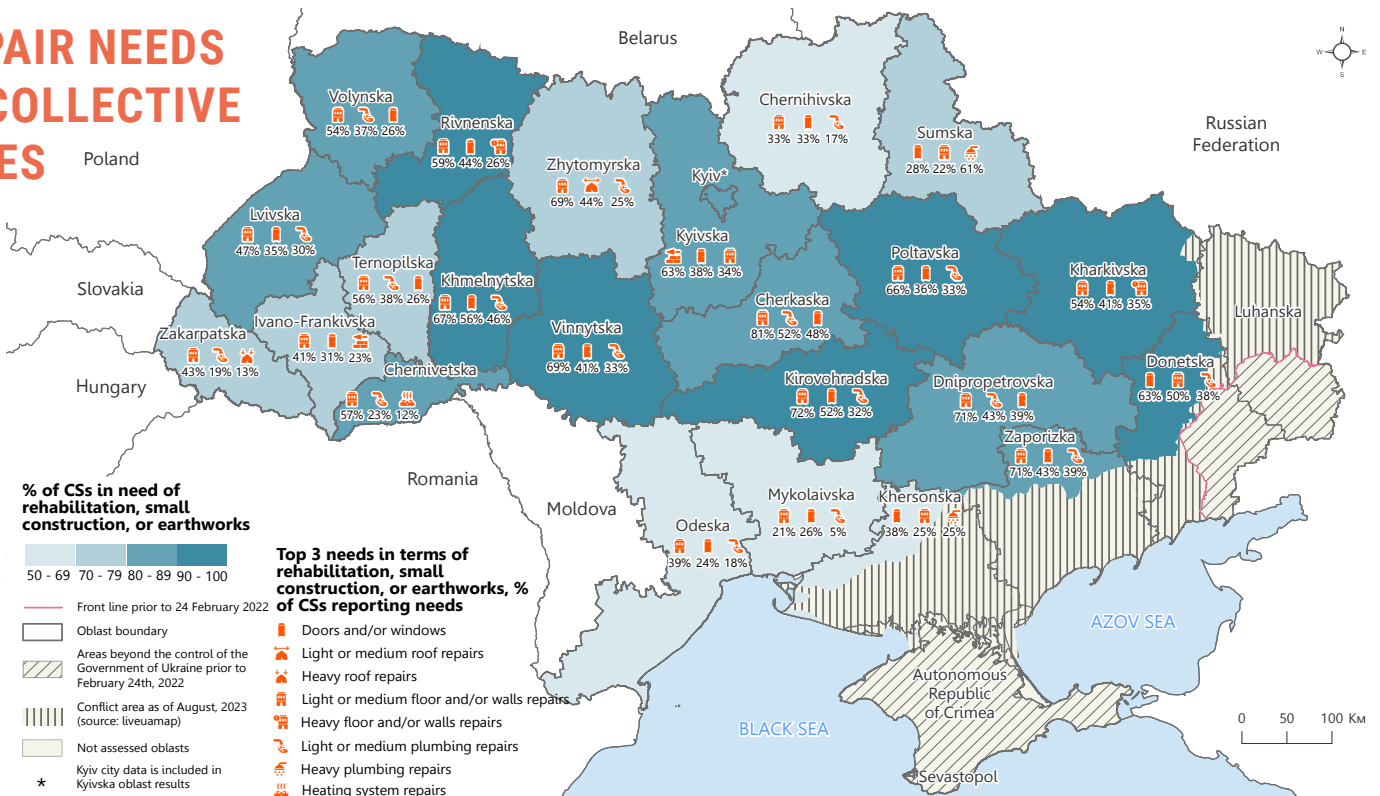 PAIR NEEDS
COLLECTIVE
ES
Belarus
Russian
Federation
Poland
Slovakia
Hungary
Romania
Moldova
N
W
E
S
Volynska
54% 37% 26%
Rivnenska
59% 44% 26%
Zhytomyrska
69% 44% 25%
Kyiv*
Kyivska
63% 38% 34%
Chernihivska
33% 33% 17%
Sumska
28% 22% 61%
Lvivska
47% 35% 30%
Ternopilska
56% 38% 26%
Khmelnytska
67% 56% 46%
Vinnytska
69% 41% 33%
Cherkaska
81% 52% 48%
Poltavska
66% 36% 33%
Kharkivska
54% 41% 35%
Luhanska
Zakarpatska
43% 19% 13%
Ivano-Frankivska
41% 31% 23%
Chernivetska
57% 23% 12%
Kirovohradska
72% 52% 32%
Dnipropetrovska
71% 43% 39%
Donetska
63% 50% 38%
Zaporizka
71% 43% 39%
Odeska
39% 24% 18%
Mykolaivska
21% 26% 5%
Khersonska
38% 25% 25%
AZOV SEA
BLACK SEA
Autonomous
Republic
of Crimea
Sevastopol
0 50 100 Км
% of CSs in need of
rehabilitation, small
construction, or earthworks
50 - 69 70 - 79 80 - 89 90 - 100
Front line prior to 24 February 2022
Oblast boundary
Areas beyond the control of the
Government of Ukraine prior to
February 24th, 2022
Conflict area as of August, 2023
(source: liveuamap)
Not assessed oblasts
* Kyiv city data is included in
Kyivska oblast results
Top 3 needs in terms of
rehabilitation, small
construction, or earthworks, %
of CSs reporting needs
Doors and/or windows
Light or medium roof repairs
Heavy roof repairs
Light or medium floor and/or walls repairs
Heavy floor and/or walls repairs
Light or medium plumbing repairs
Heavy plumbing repairs
Heating system repairs